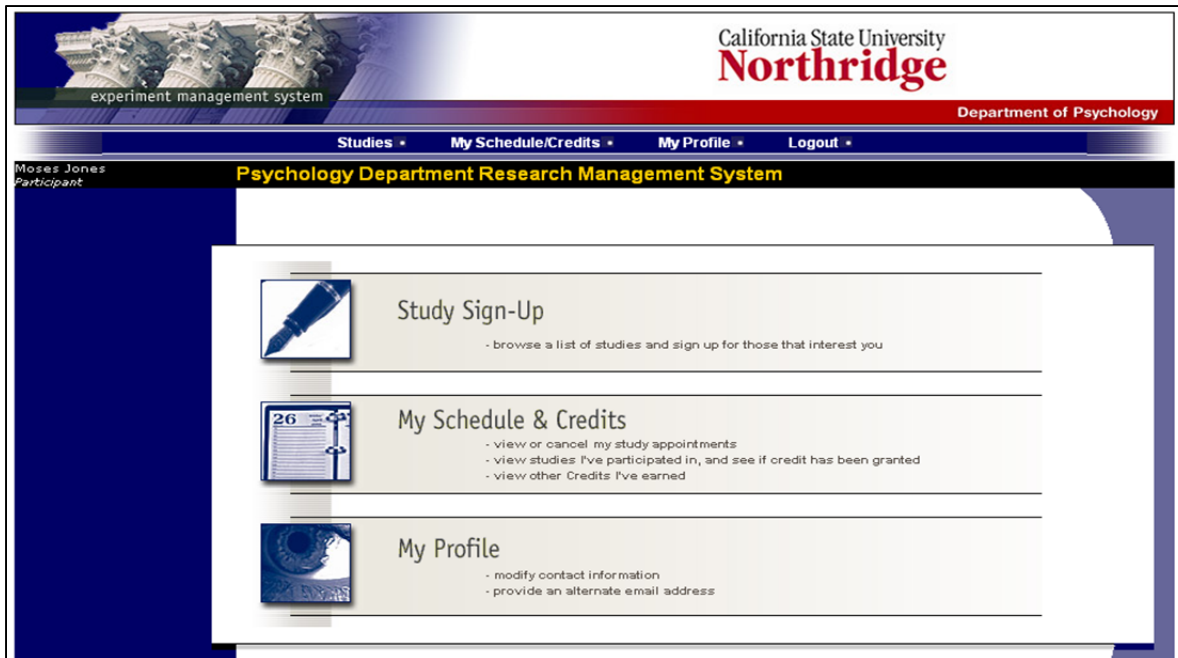 California State University
Northridge
experiment management system
Department of Psychology
Studies My Schedule/Credits My Profile Logout
Moses Jones
Participant
Psychology Department Research Management System
Study Sign-Up
- browse a list of studies and sign up for those that interest you
26
My Schedule & Credits
- view or cancel my study appointments
- view studies I've participated in, and see if credit has been granted
- view other Credits I've earned
My Profile
- modify contact information
- provide an alternate email address